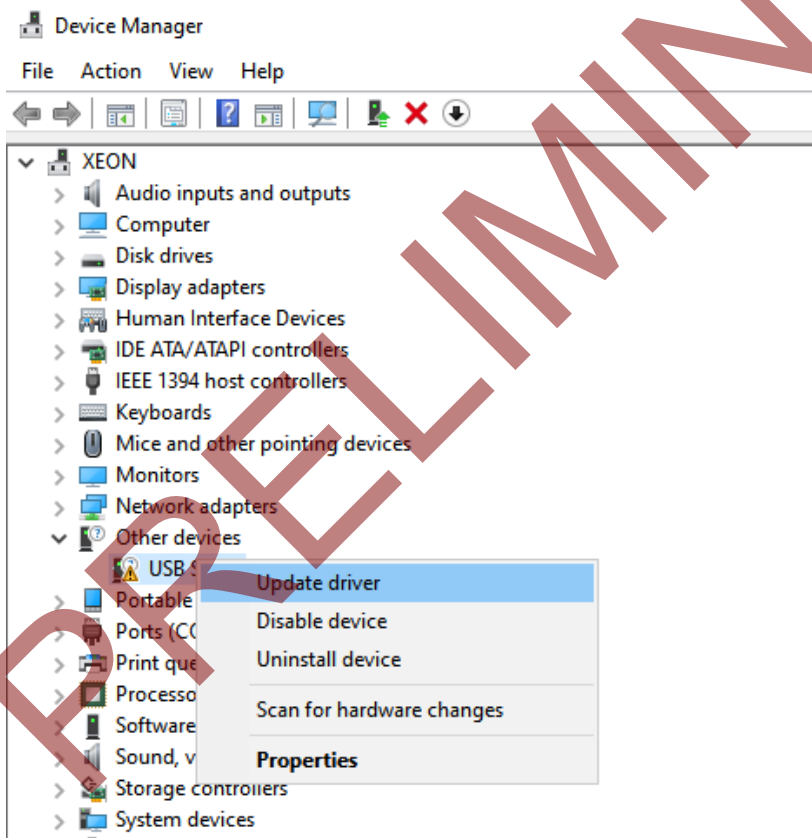 Device Manager
File Action View Help
XEON
Audio inputs and outputs
Computer
Disk drives
Display adapters
Human Interface Devices
IDE ATA/ATAPI controllers
IEEE 1394 host controllers
Keyboards
Mice and other pointing devices
Monitors
Network adapters
Other devices
USB S
Update driver
Portable
Disable device
Ports (CO
Uninstall device
Print que
Processo
Scan for hardware changes
Software
Sound, v
Properties
Storage controllers
System devices
PRELIMIN